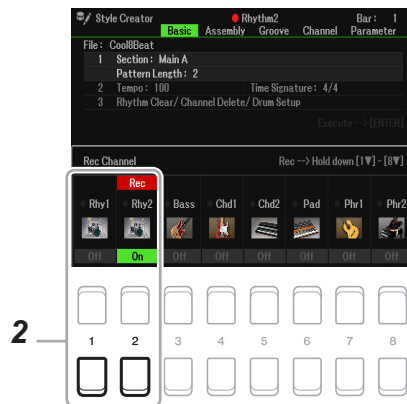 Style Creator Rhythm2 Bar: 1
Basic Assembly Groove Channel Parameter
File: Cool8Beat
1 Section: Main A
Pattern Length: 2
2 Tempo: 100 Time Signature: 4/4
3 Rhythm Clear/ Channel Delete/ Drum Setup
Execute-->[ENTER]
Rec Channel Rec --> Hold down [1▼]-[8▼]
Rec
Rhy1 Rhy2 Bass Chd1 Chd2 Pad Phr1 Phr2
Off On Off Off Off Off Off Off
2 1 2 3 4 5 6 7 8